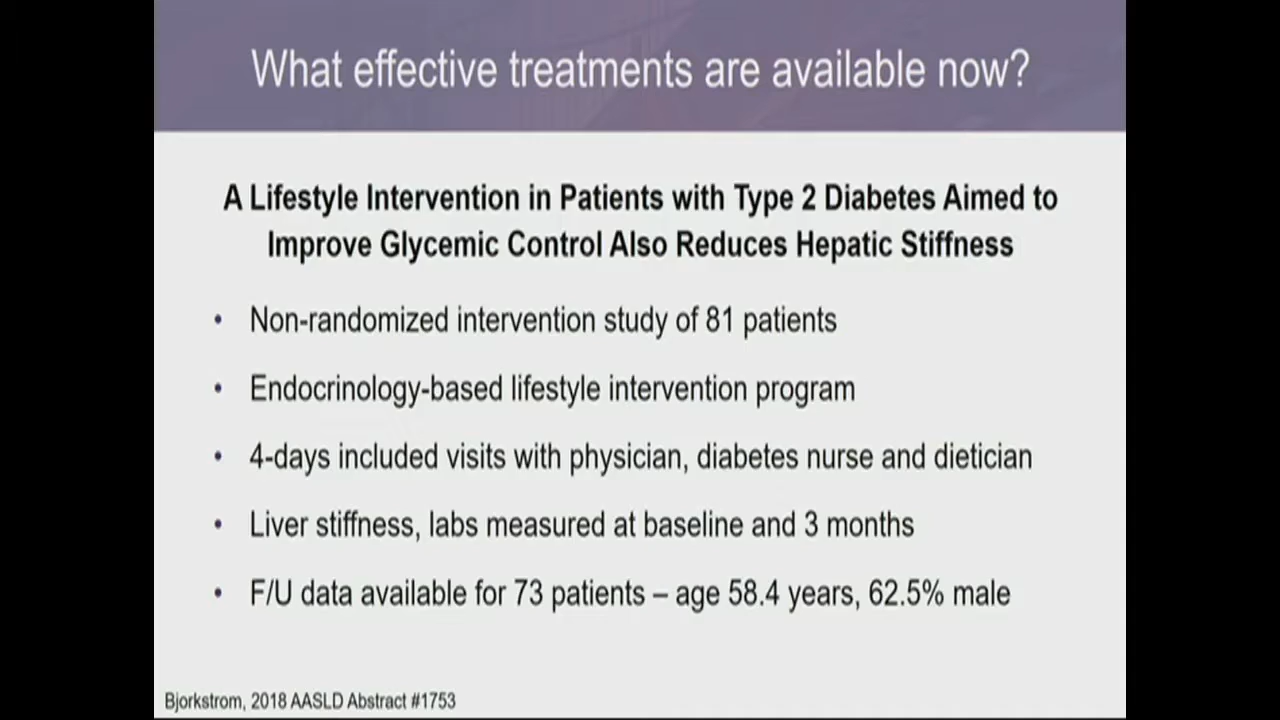 What effective treatments are available now?
A Lifestyle Intervention in Patients with Type 2 Diabetes Aimed to
Improve Glycemic Control Also Reduces Hepatic Stiffness
• Non-randomized intervention study of 81 patients
• Endocrinology-based lifestyle intervention program
• 4-days included visits with physician, diabetes nurse and dietician
• Liver stiffness, labs measured at baseline and 3 months
• F/U data available for 73 patients – age 58.4 years, 62.5% male
Bjorkstrom, 2018 AASLD Abstract #1753